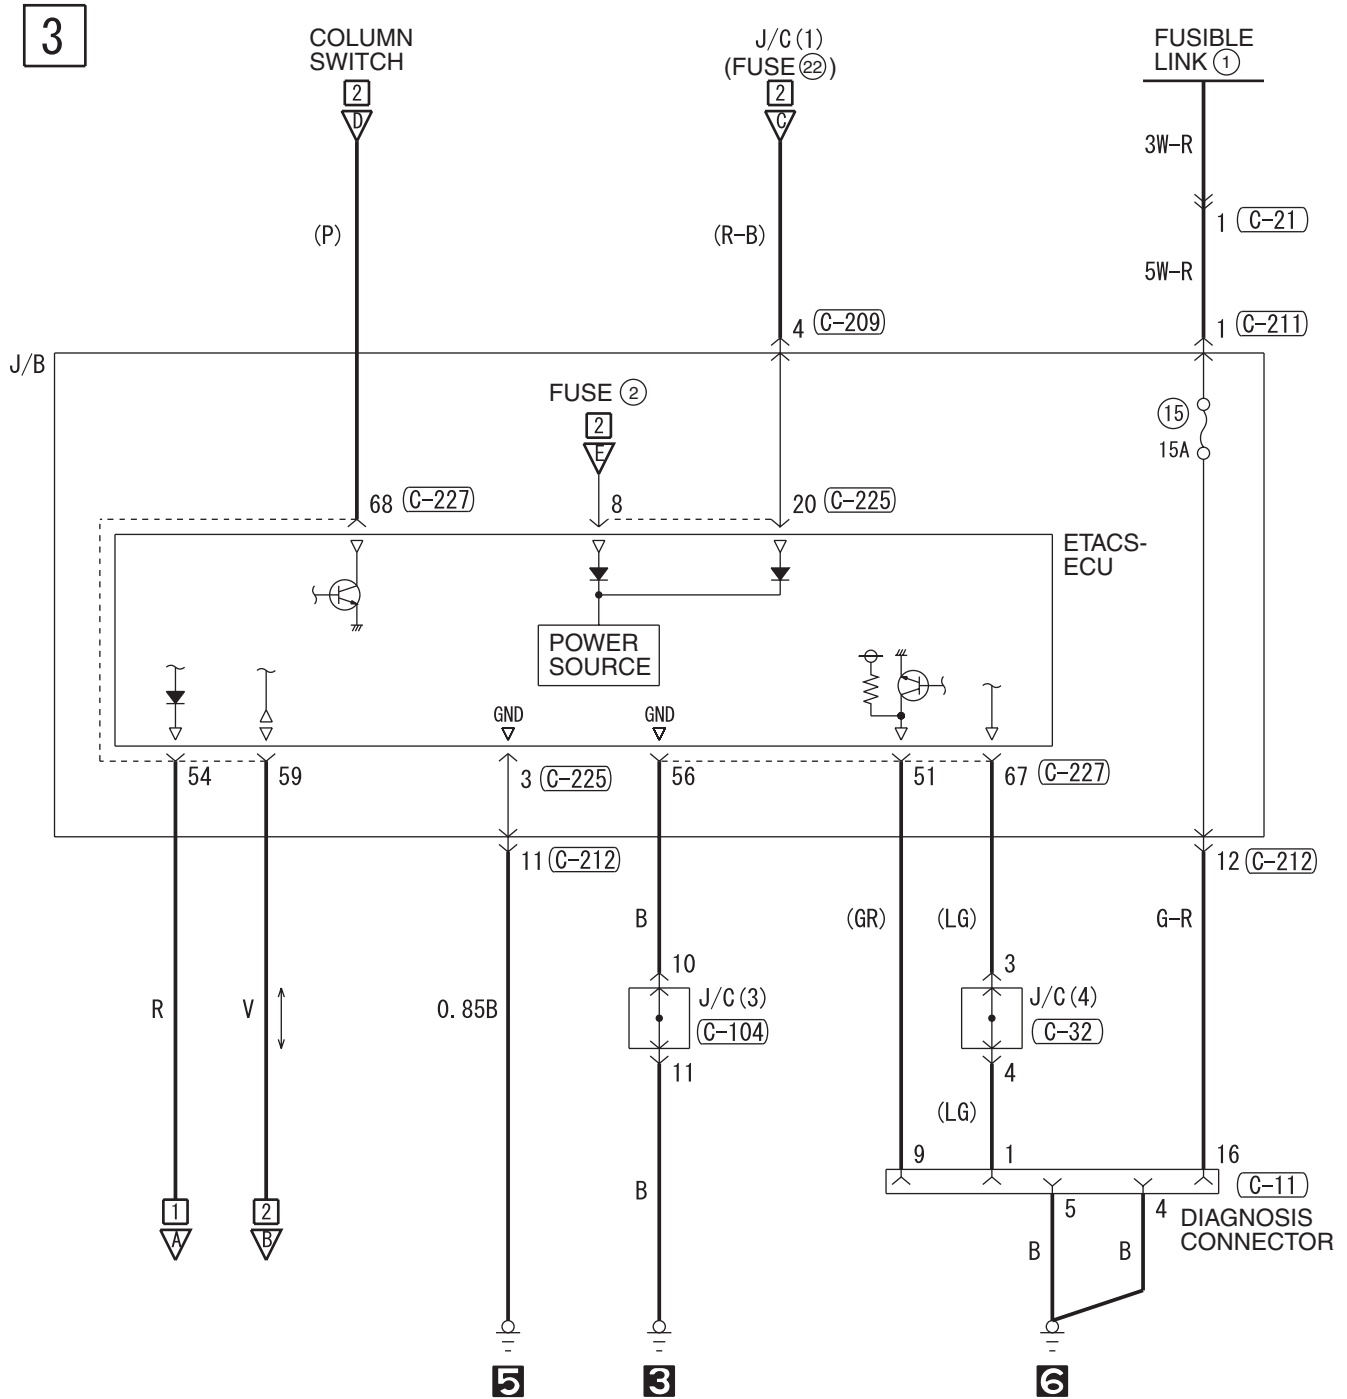 3
COLUMN
SWITCH
2
D
J/C(1)
(FUSE 22)
2
C
FUSIBLE
LINK 1
3W-R
1 C-21
(P)
(R-B)
5W-R
4 C-209
1 C-211
J/B
FUSE 2
2
E
15
15A
68 C-227
8
20 C-225
ETACS-
ECU
POWER
SOURCE
GND
GND
54
59
3 C-225
56
51
67 C-227
11 C-212
12 C-212
B
(GR)
(LG)
G-R
10
3
R
V
0.85B
J/C(3)
C-104
J/C(4)
C-32
11
4
(LG)
9
1
16
B
C-11
1
A
2
B
5
4
DIAGNOSIS
CONNECTOR
B
B
5
3
6